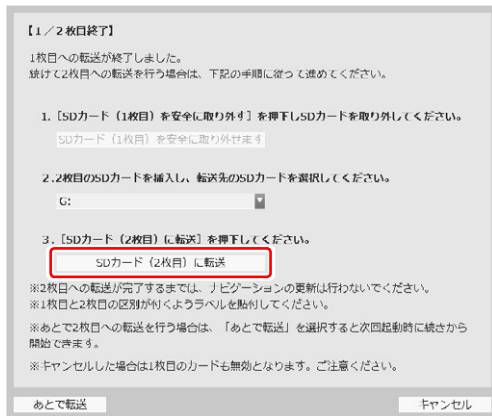 【1／2枚目終了】
1枚目への転送が終了しました。
続けて2枚目への転送を行う場合は、下記の手順に従って進めてください。
1.［SDカード（1枚目）を安全に取り外す］を押下しSDカードを取り外してください。
SDカード（1枚目）を安全に取り外せます
2.2枚目のSDカードを挿入し、転送先のSDカードを選択してください。
G:
3.［SDカード（2枚目）に転送］を押下してください。
SDカード（2枚目）に転送
※2枚目への転送が完了するまでは、ナビゲーションの更新は行わないでください。
※1枚目と2枚目の区別が付くようラベルを貼付してください。
※あとで2枚目への転送を行う場合は、「あとで転送」を選択すると次回起動時に続きから
開始できます。
※キャンセルした場合は1枚目のカードも無効となります。ご注意ください。
あとで転送
キャンセル